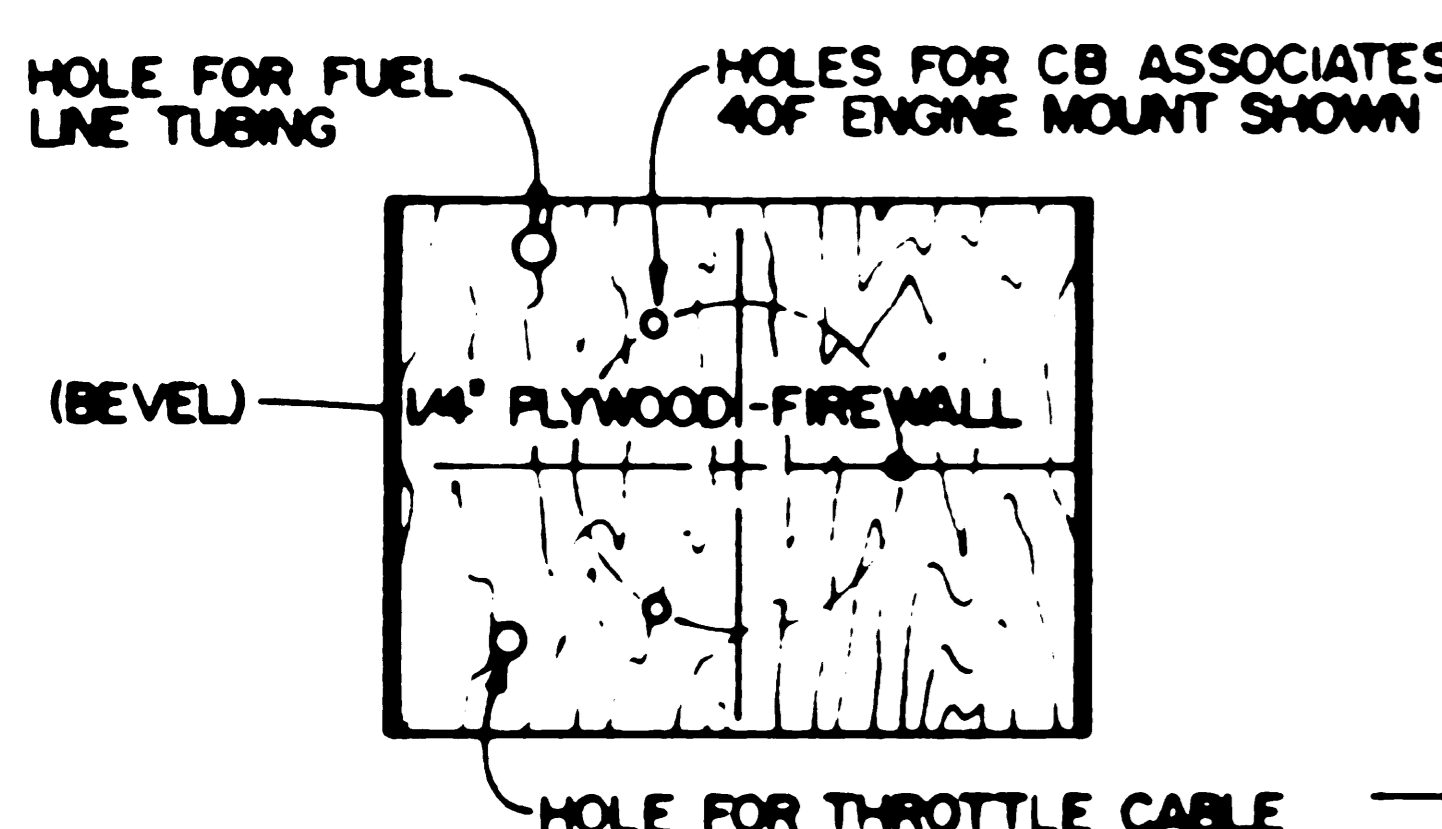 HOLE FOR FUEL
LINE TUBING
HOLES FOR CB ASSOCIATES
40F ENGINE MOUNT SHOWN
(BEVEL)
1/4" PLYWOOD-FIREWALL
HOLE FOR THROTTLE CABLE